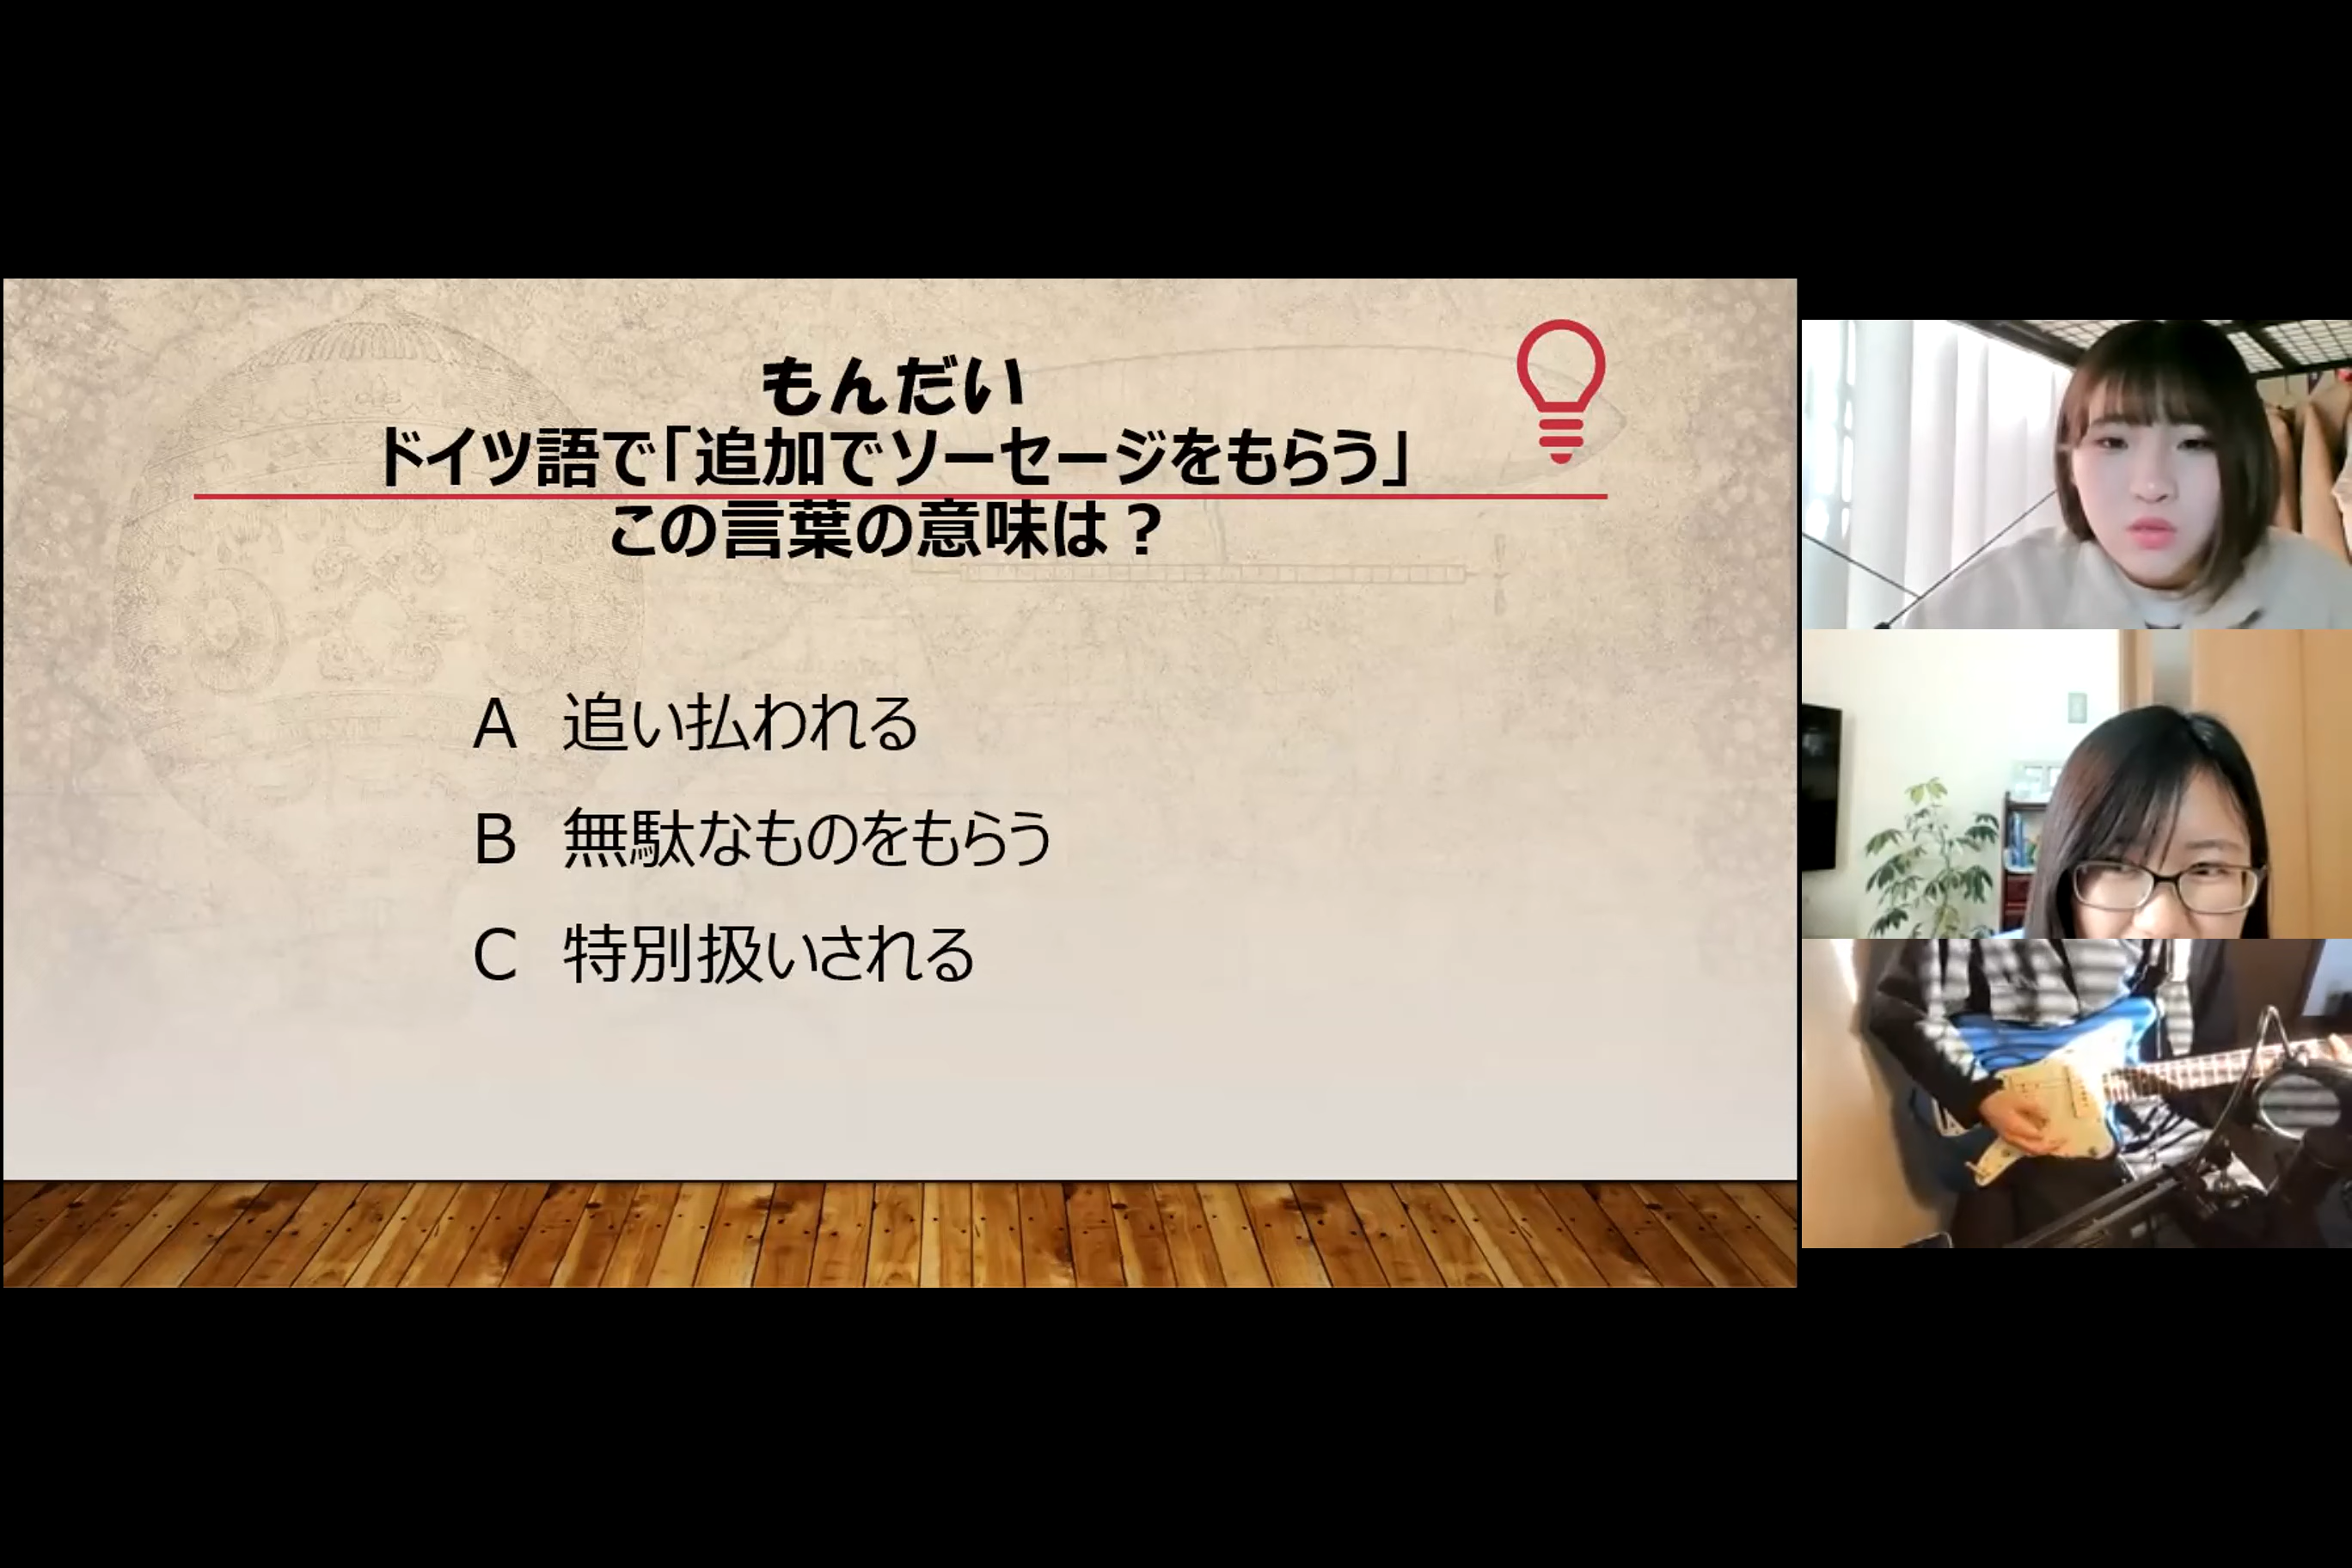 もんだい
ドイツ語で「追加でソーセージをもらう」
この言葉の意味は？
A 追い払われる
B 無駄なものをもらう
C 特別扱いされる